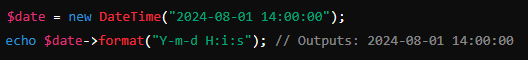 $date = new DateTime("2024-08-01 14:00:00");
echo $date->format("Y-m-d H:i:s"); // Outputs: 2024-08-01 14:00:00